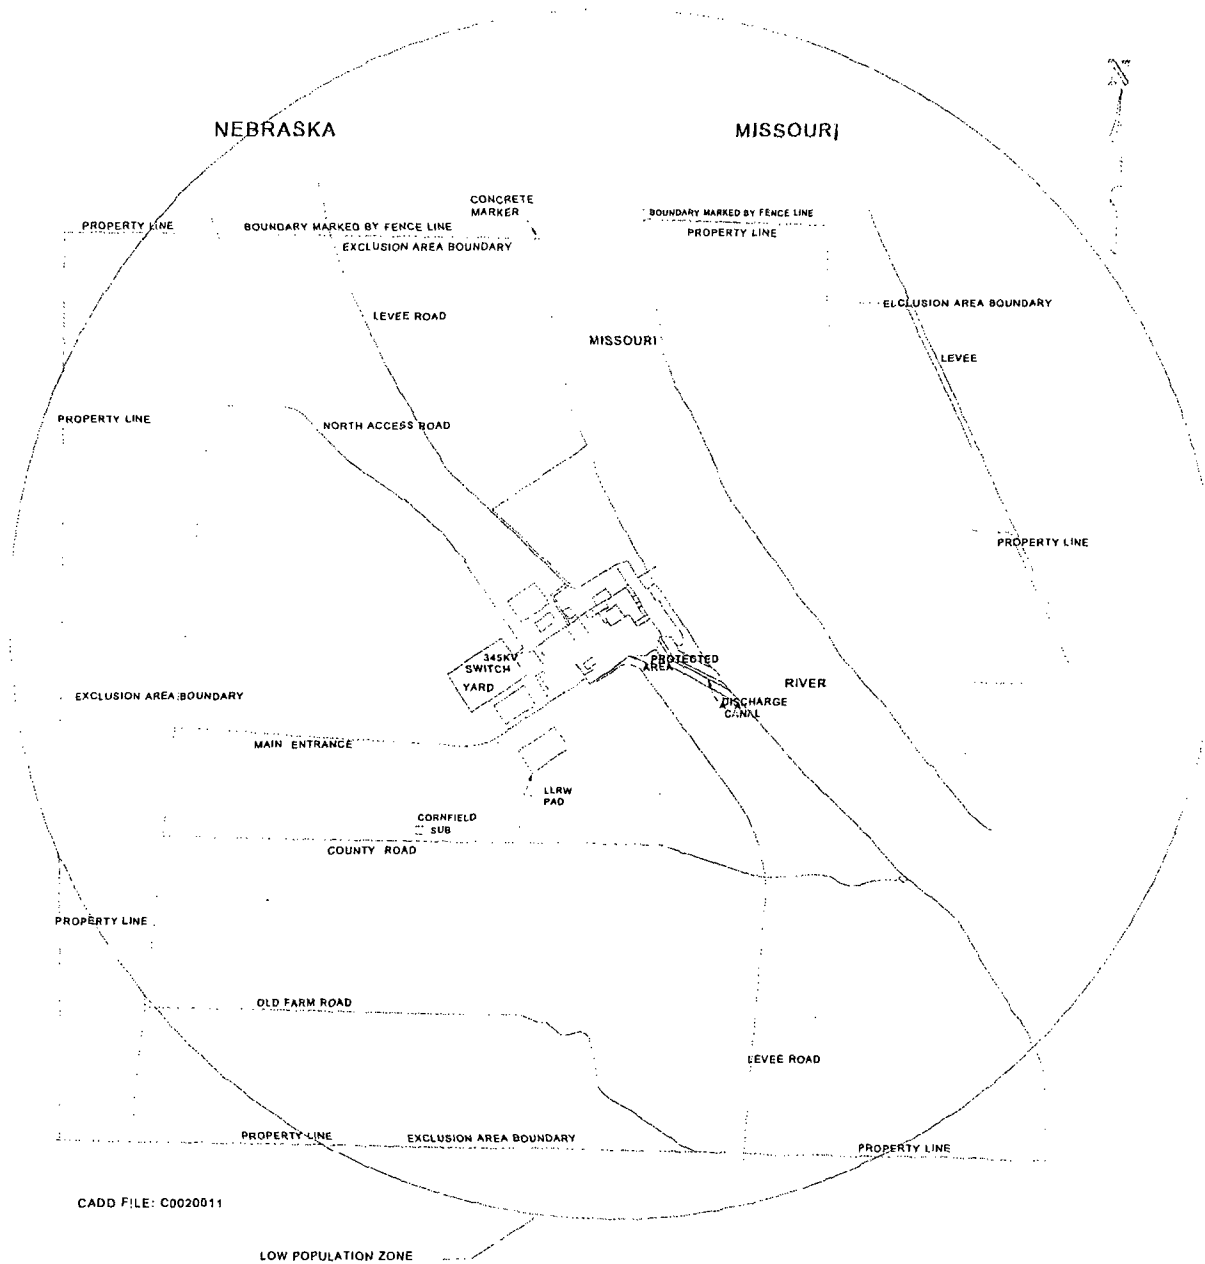 NEBRASKA
MISSOURI
CONCRETE
MARKER
BOUNDARY MARKED BY FENCE LINE
PROPERTY LINE
PROPERTY LINE
BOUNDARY MARKED BY FENCE LINE
EXCLUSION AREA BOUNDARY
ELCLUSION AREA BOUNDARY
LEVEE ROAD
MISSOURI
LEVEE
PROPERTY LINE
NORTH ACCESS ROAD
PROPERTY LINE
345KV
SWITCH
YARD
PROTECTED
AREA
RIVER
EXCLUSION AREA BOUNDARY
DISCHARGE
CANAL
MAIN ENTRANCE
LLRW
PAD
CORNFIELD
SUB
COUNTY ROAD
PROPERTY LINE
OLD FARM ROAD
LEVEE ROAD
PROPERTY LINE
EXCLUSION AREA BOUNDARY
PROPERTY LINE
CADD FILE: C0020011
LOW POPULATION ZONE